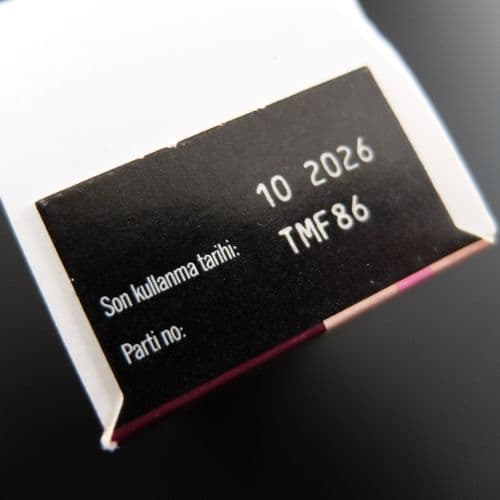 10 2026
Son kullanma tarihi:
TMF86
Parti no: